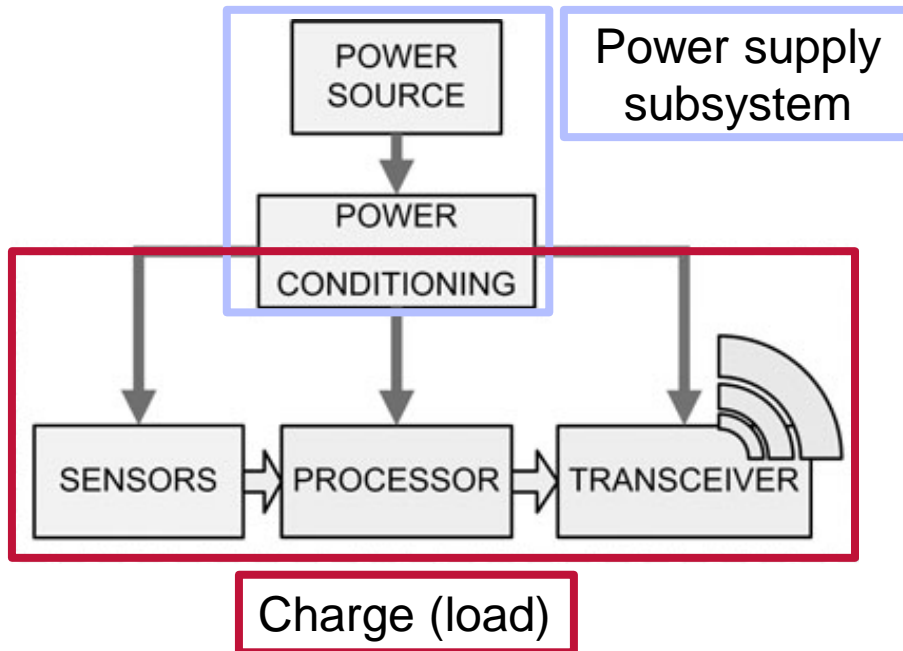 POWER
SOURCE
Power supply
subsystem
POWER
CONDITIONING
SENSORS
PROCESSOR
TRANSCEIVER
Charge (load)